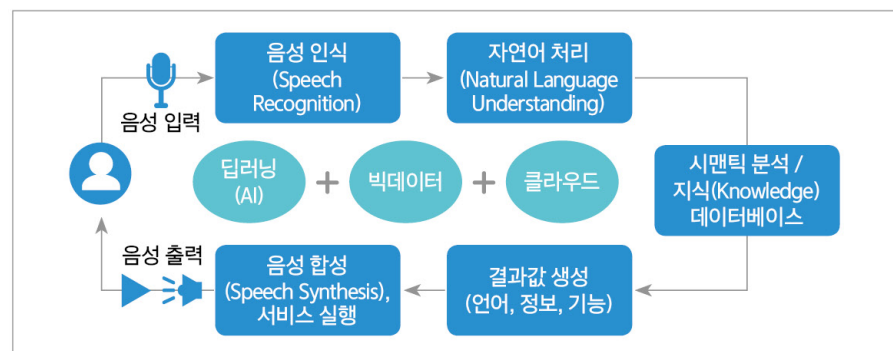 음성 입력
음성 인식
(Speech
Recognition)
자연어 처리
(Natural Language
Understanding)
시맨틱 분석 /
지식(Knowledge)
데이터베이스
딥러닝
(AI)
+
빅데이터
+
클라우드
결과값 생성
(언어, 정보, 기능)
음성 합성
(Speech Synthesis),
서비스 실행
음성 출력